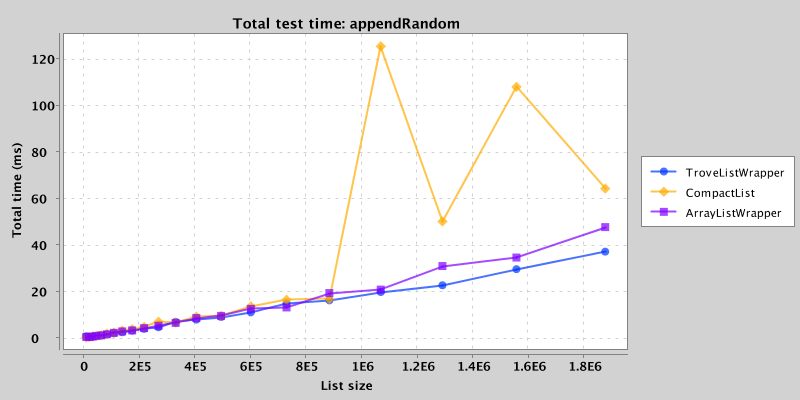 Total test time: appendRandom
Total time (ms)
120
100
80
60
40
20
0
0 2E5 4E5 6E5 8E5 1E6 1.2E6 1.4E6 1.6E6 1.8E6
List size
TroveListWrapper
CompactList
ArrayListWrapper